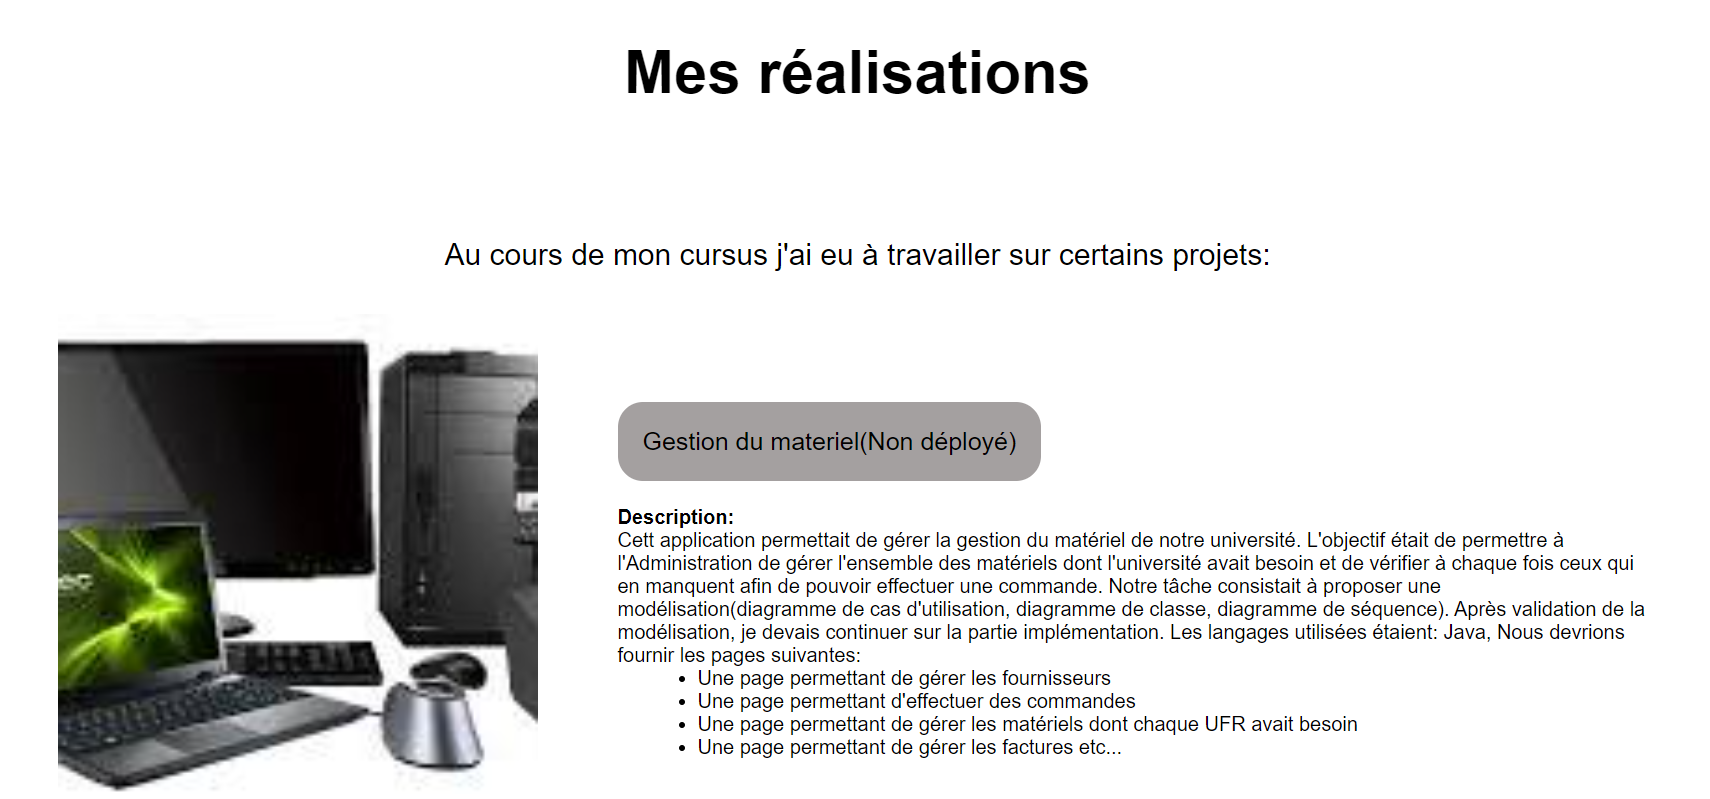 Mes réalisations
Au cours de mon cursus j'ai eu à travailler sur certains projets:
Gestion du materiel(Non déployé)
Description:
Cett application permettait de gérer la gestion du matériel de notre université. L'objectif était de permettre à
l'Administration de gérer l'ensemble des matériels dont l'université avait besoin et de vérifier à chaque fois ceux qui
en manquent afin de pouvoir effectuer une commande. Notre tâche consistait à proposer une
modélisation(diagramme de cas d'utilisation, diagramme de classe, diagramme de séquence). Après validation de la
modélisation, je devais continuer sur la partie implémentation. Les langages utilisées étaient: Java, Nous devrions
fournir les pages suivantes:
• Une page permettant de gérer les fournisseurs
• Une page permettant d'effectuer des commandes
• Une page permettant de gérer les matériels dont chaque UFR avait besoin
• Une page permettant de gérer les factures etc...